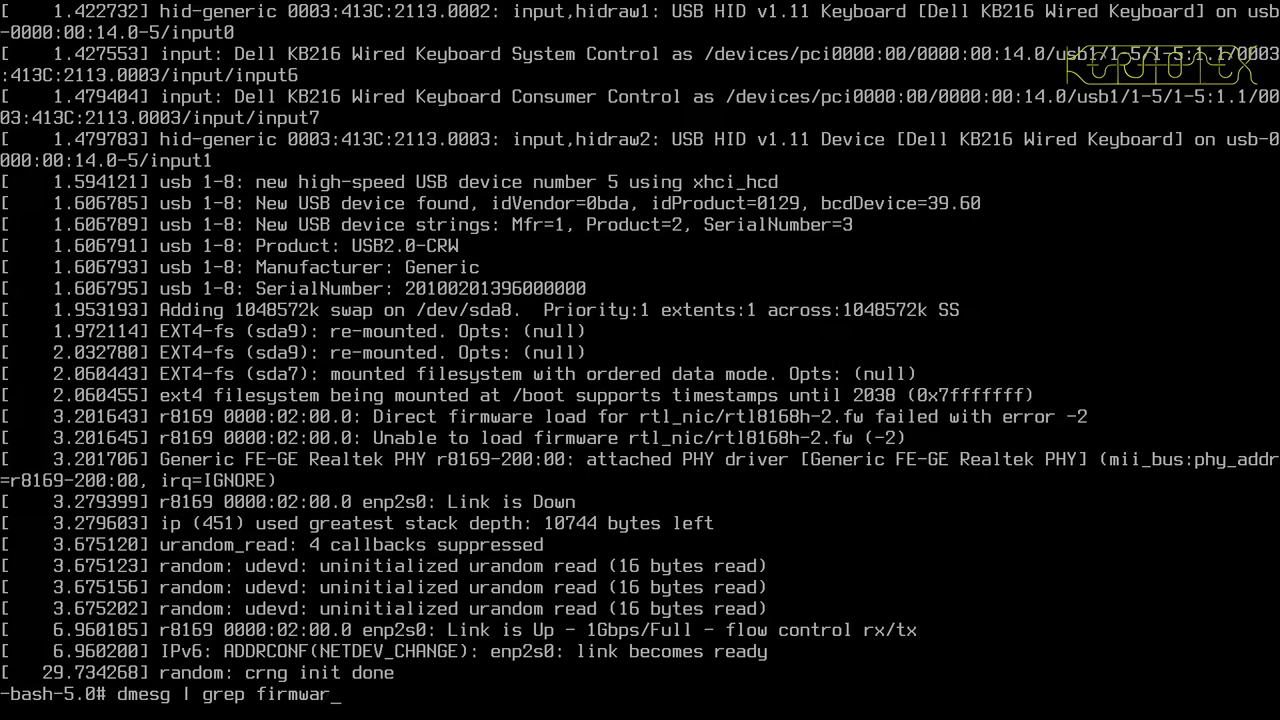 [    1.422732] hid-generic 0003:413C:2113.0002: input,hidraw1: USB HID v1.11 Keyboard [Dell KB216 Wired Keyboard] on usb
-0000:00:14.0-5/input0
[    1.427553] input: Dell KB216 Wired Keyboard System Control as /devices/pci0000:00/0000:00:14.0/usb1/1-5/1-5:1.1/0003
:413C:2113.0003/input/input6
[    1.479404] input: Dell KB216 Wired Keyboard Consumer Control as /devices/pci0000:00/0000:00:14.0/usb1/1-5/1-5:1.1/00
03:413C:2113.0003/input/input7
[    1.479783] hid-generic 0003:413C:2113.0003: input,hidraw2: USB HID v1.11 Device [Dell KB216 Wired Keyboard] on usb-0
000:00:14.0-5/input1
[    1.594121] usb 1-8: new high-speed USB device number 5 using xhci_hcd
[    1.606785] usb 1-8: New USB device found, idVendor=0bda, idProduct=0129, bcdDevice=39.60
[    1.606789] usb 1-8: New USB device strings: Mfr=1, Product=2, SerialNumber=3
[    1.606791] usb 1-8: Product: USB2.0-CRW
[    1.606793] usb 1-8: Manufacturer: Generic
[    1.606795] usb 1-8: SerialNumber: 20100201396000000
[    1.953193] Adding 1048572k swap on /dev/sda8.  Priority:1 extents:1 across:1048572k SS
[    1.972114] EXT4-fs (sda9): re-mounted. Opts: (null)
[    2.032780] EXT4-fs (sda9): re-mounted. Opts: (null)
[    2.060443] EXT4-fs (sda7): mounted filesystem with ordered data mode. Opts: (null)
[    2.060455] ext4 filesystem being mounted at /boot supports timestamps until 2038 (0x7fffffff)
[    3.201643] r8169 0000:02:00.0: Direct firmware load for rtl_nic/rtl8168h-2.fw failed with error -2
[    3.201645] r8169 0000:02:00.0: Unable to load firmware rtl_nic/rtl8168h-2.fw (-2)
[    3.201706] Generic FE-GE Realtek PHY r8169-200:00: attached PHY driver [Generic FE-GE Realtek PHY] (mii_bus:phy_addr
=r8169-200:00, irq=IGNORE)
[    3.279399] r8169 0000:02:00.0 enp2s0: Link is Down
[    3.279603] ip (451) used greatest stack depth: 10744 bytes left
[    3.675120] urandom_read: 4 callbacks suppressed
[    3.675123] random: udevd: uninitialized urandom read (16 bytes read)
[    3.675156] random: udevd: uninitialized urandom read (16 bytes read)
[    3.675202] random: udevd: uninitialized urandom read (16 bytes read)
[    6.960185] r8169 0000:02:00.0 enp2s0: Link is Up - 1Gbps/Full - flow control rx/tx
[    6.960200] IPv6: ADDRCONF(NETDEV_CHANGE): enp2s0: link becomes ready
[   29.734268] random: crng init done
-bash-5.0# dmesg | grep firmwar_